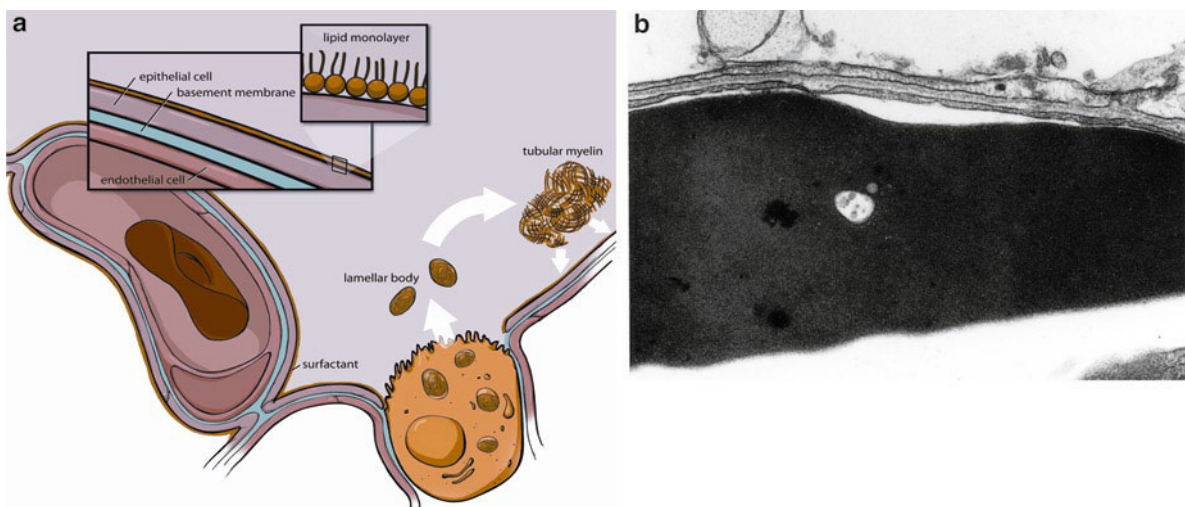 a
lipid monolayer
epithelial cell
basement membrane
endothelial cell
tubular myelin
lamellar body
surfactant
b